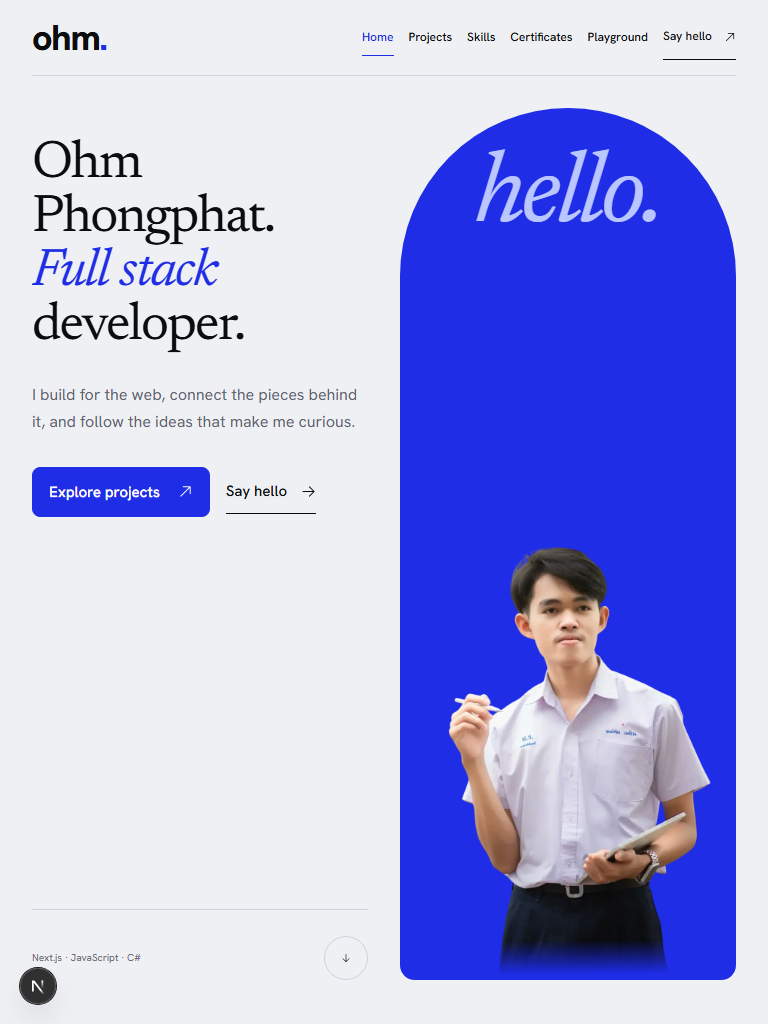 ohm.
Home Projects Skills Certificates Playground Say hello
hello.
Ohm
Phongphat.
Full stack
developer.
I build for the web, connect the pieces behind
it, and follow the ideas that make me curious.
Explore projects
Say hello
Next.js · JavaScript · C#
N